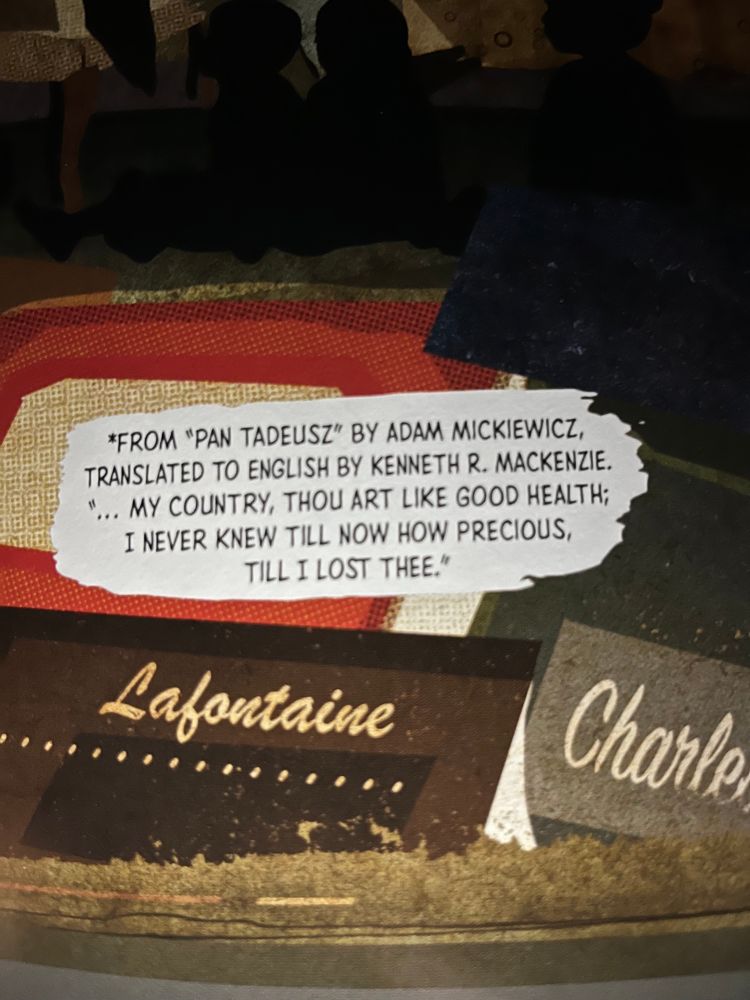 *FROM "PAN TADEUSZ" BY ADAM MICKIEWICZ,
TRANSLATED TO ENGLISH BY KENNETH R. MACKENZIE.
"... MY COUNTRY, THOU ART LIKE GOOD HEALTH;
I NEVER KNEW TILL NOW HOW PRECIOUS,
TILL I LOST THEE."
Lafontaine